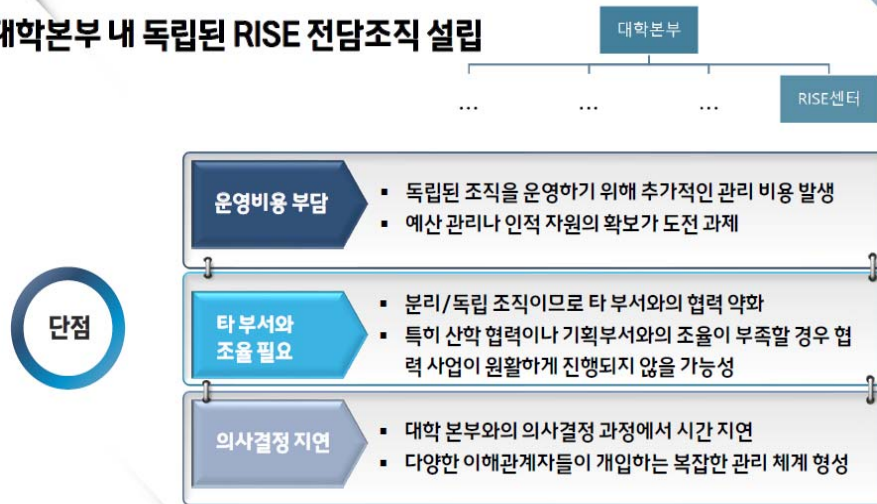 대학본부 내 독립된 RISE 전담조직 설립
대학본부
... ... ... RISE센터
운영비용 부담
▪ 독립된 조직을 운영하기 위해 추가적인 관리 비용 발생
▪ 예산 관리나 인적 자원의 확보가 도전 과제
단점
타 부서와
조율 필요
▪ 분리/독립 조직이므로 타 부서와의 협력 약화
▪ 특히 산학 협력이나 기획부서와의 조율이 부족할 경우 협
력 사업이 원활하게 진행되지 않을 가능성
의사결정 지연
▪ 대학 본부와의 의사결정 과정에서 시간 지연
▪ 다양한 이해관계자들이 개입하는 복잡한 관리 체계 형성